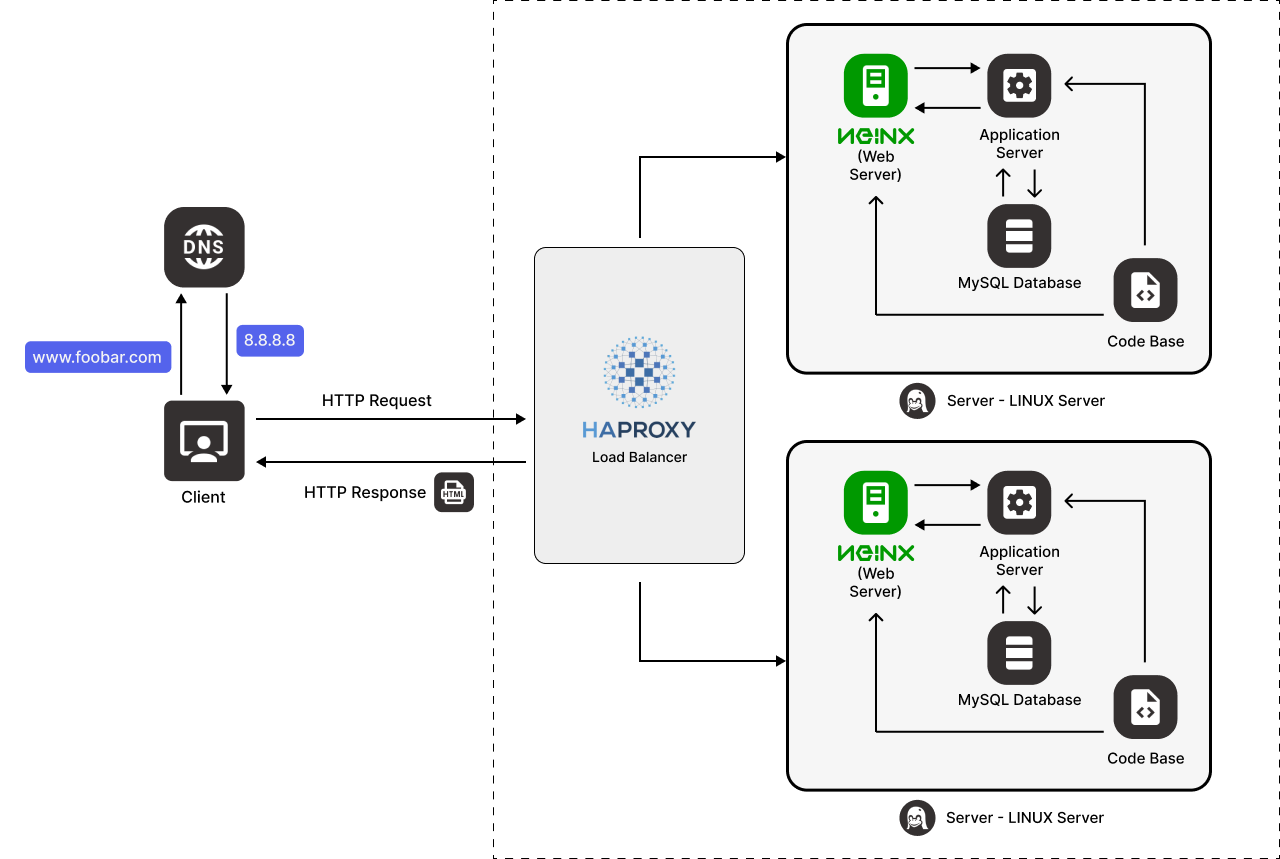 DNS
www.foobar.com
8.8.8.8
Client
HTTP Request
HTTP Response
HTML
HAPROXY
Load Balancer
NGINX
(Web
Server)
Application
Server
MySQL Database
Code Base
Server - LINUX Server
NGINX
(Web
Server)
Application
Server
MySQL Database
Code Base
Server - LINUX Server